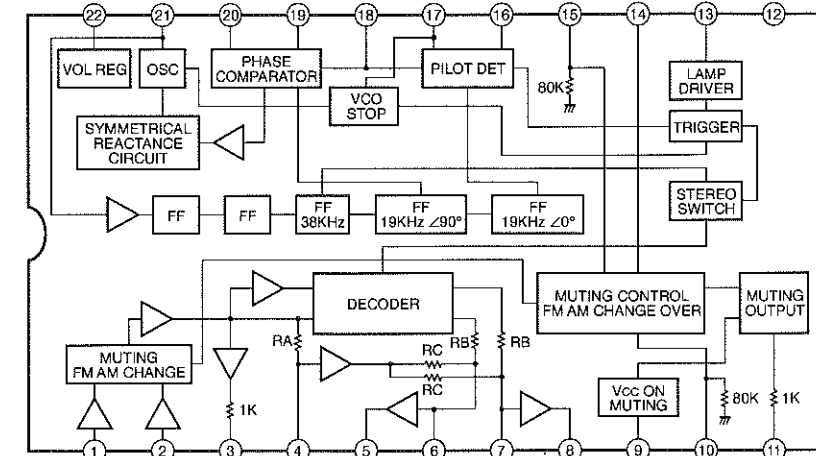 22 21 20 19 18 17 16 15 14 13 12
VOL REG
OSC
PHASE
COMPARATOR
PILOT DET
80K
LAMP
DRIVER
VCO
STOP
SYMMETRICAL
REACTANCE
CIRCUIT
TRIGGER
FF
FF
FF
38KHz
FF
19KHz ∠90°
FF
19KHz ∠0°
STEREO
SWITCH
DECODER
MUTING CONTROL
FM AM CHANGE OVER
MUTING
OUTPUT
RA
RB
RB
RC
RC
MUTING
FM AM CHANGE
1K
Vcc ON
MUTING
80K
1K
1 2 3 4 5 6 7 8 9 10 11